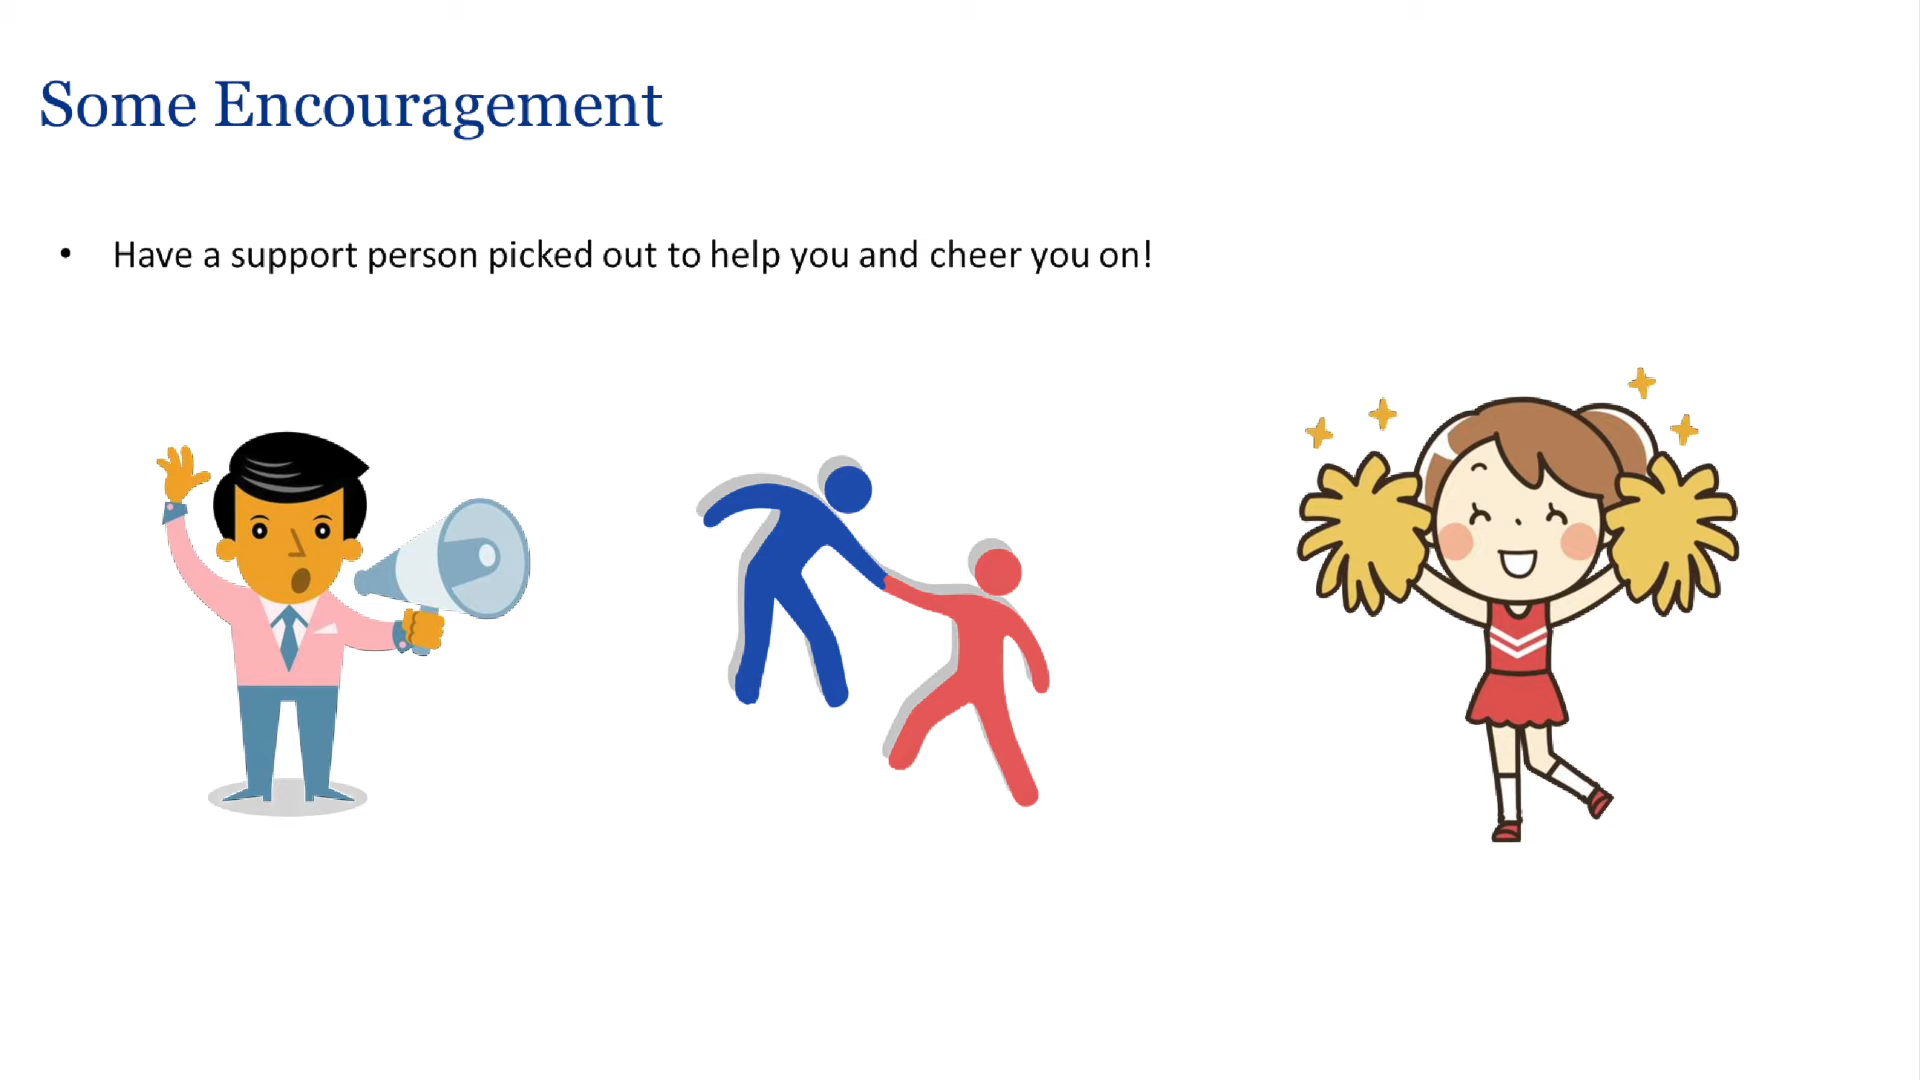 Some Encouragement
• Have a support person picked out to help you and cheer you on!